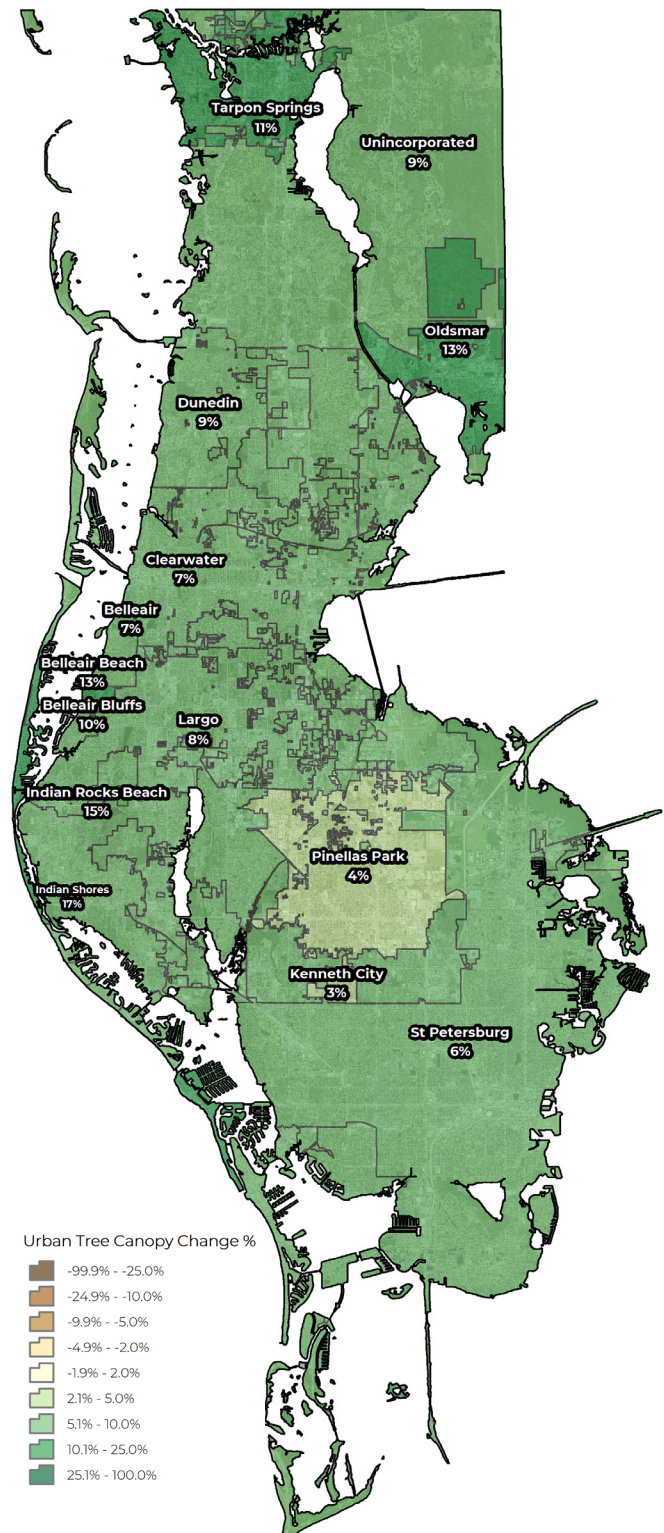 Tarpon Springs
11%
Unincorporated
9%
Oldsmar
13%
Dunedin
9%
Clearwater
7%
Belleair
7%
Belleair Beach
13%
Belleair Bluffs
10%
Largo
8%
Indian Rocks Beach
15%
Pinellas Park
4%
Indian Shores
17%
Kenneth City
3%
St Petersburg
6%
Urban Tree Canopy Change %
-99.9% - -25.0%
-24.9% - -10.0%
-9.9% - -5.0%
-4.9% - -2.0%
-1.9% - 2.0%
2.1% - 5.0%
5.1% - 10.0%
10.1% - 25.0%
25.1% - 100.0%